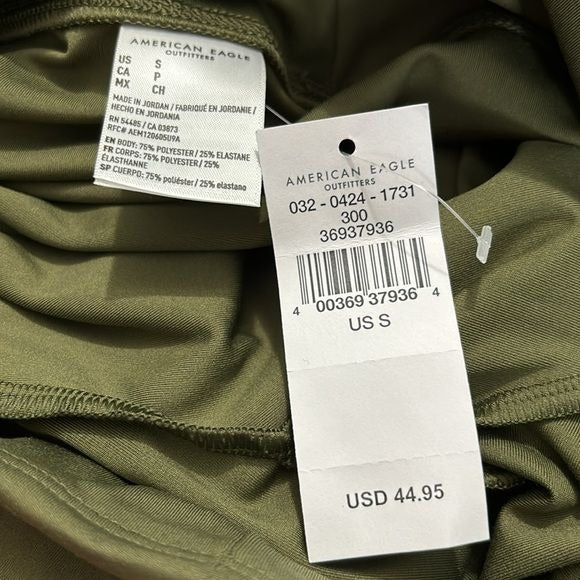 AMERICAN EAGLE
OUTFITTERS
US S
CA P
MX CH
MADE IN JORDAN / FABRIQUÉ EN JORDANIE/
HECHO EN JORDANIA
RN 54485 / CA 03873
RFC# AEM120605U9A
EN BODY: 75% POLYESTER / 25% ELASTANE
FR CORPS: 75% POLYESTER / 25%
ÉLASTHANNE
SP CUERPO: 75% poliéster / 25% elastano
AMERICAN EAGLE
OUTFITTERS
032 - 0424 - 1731
300
36937936
4 00369 37936 4
US S
USD 44.95